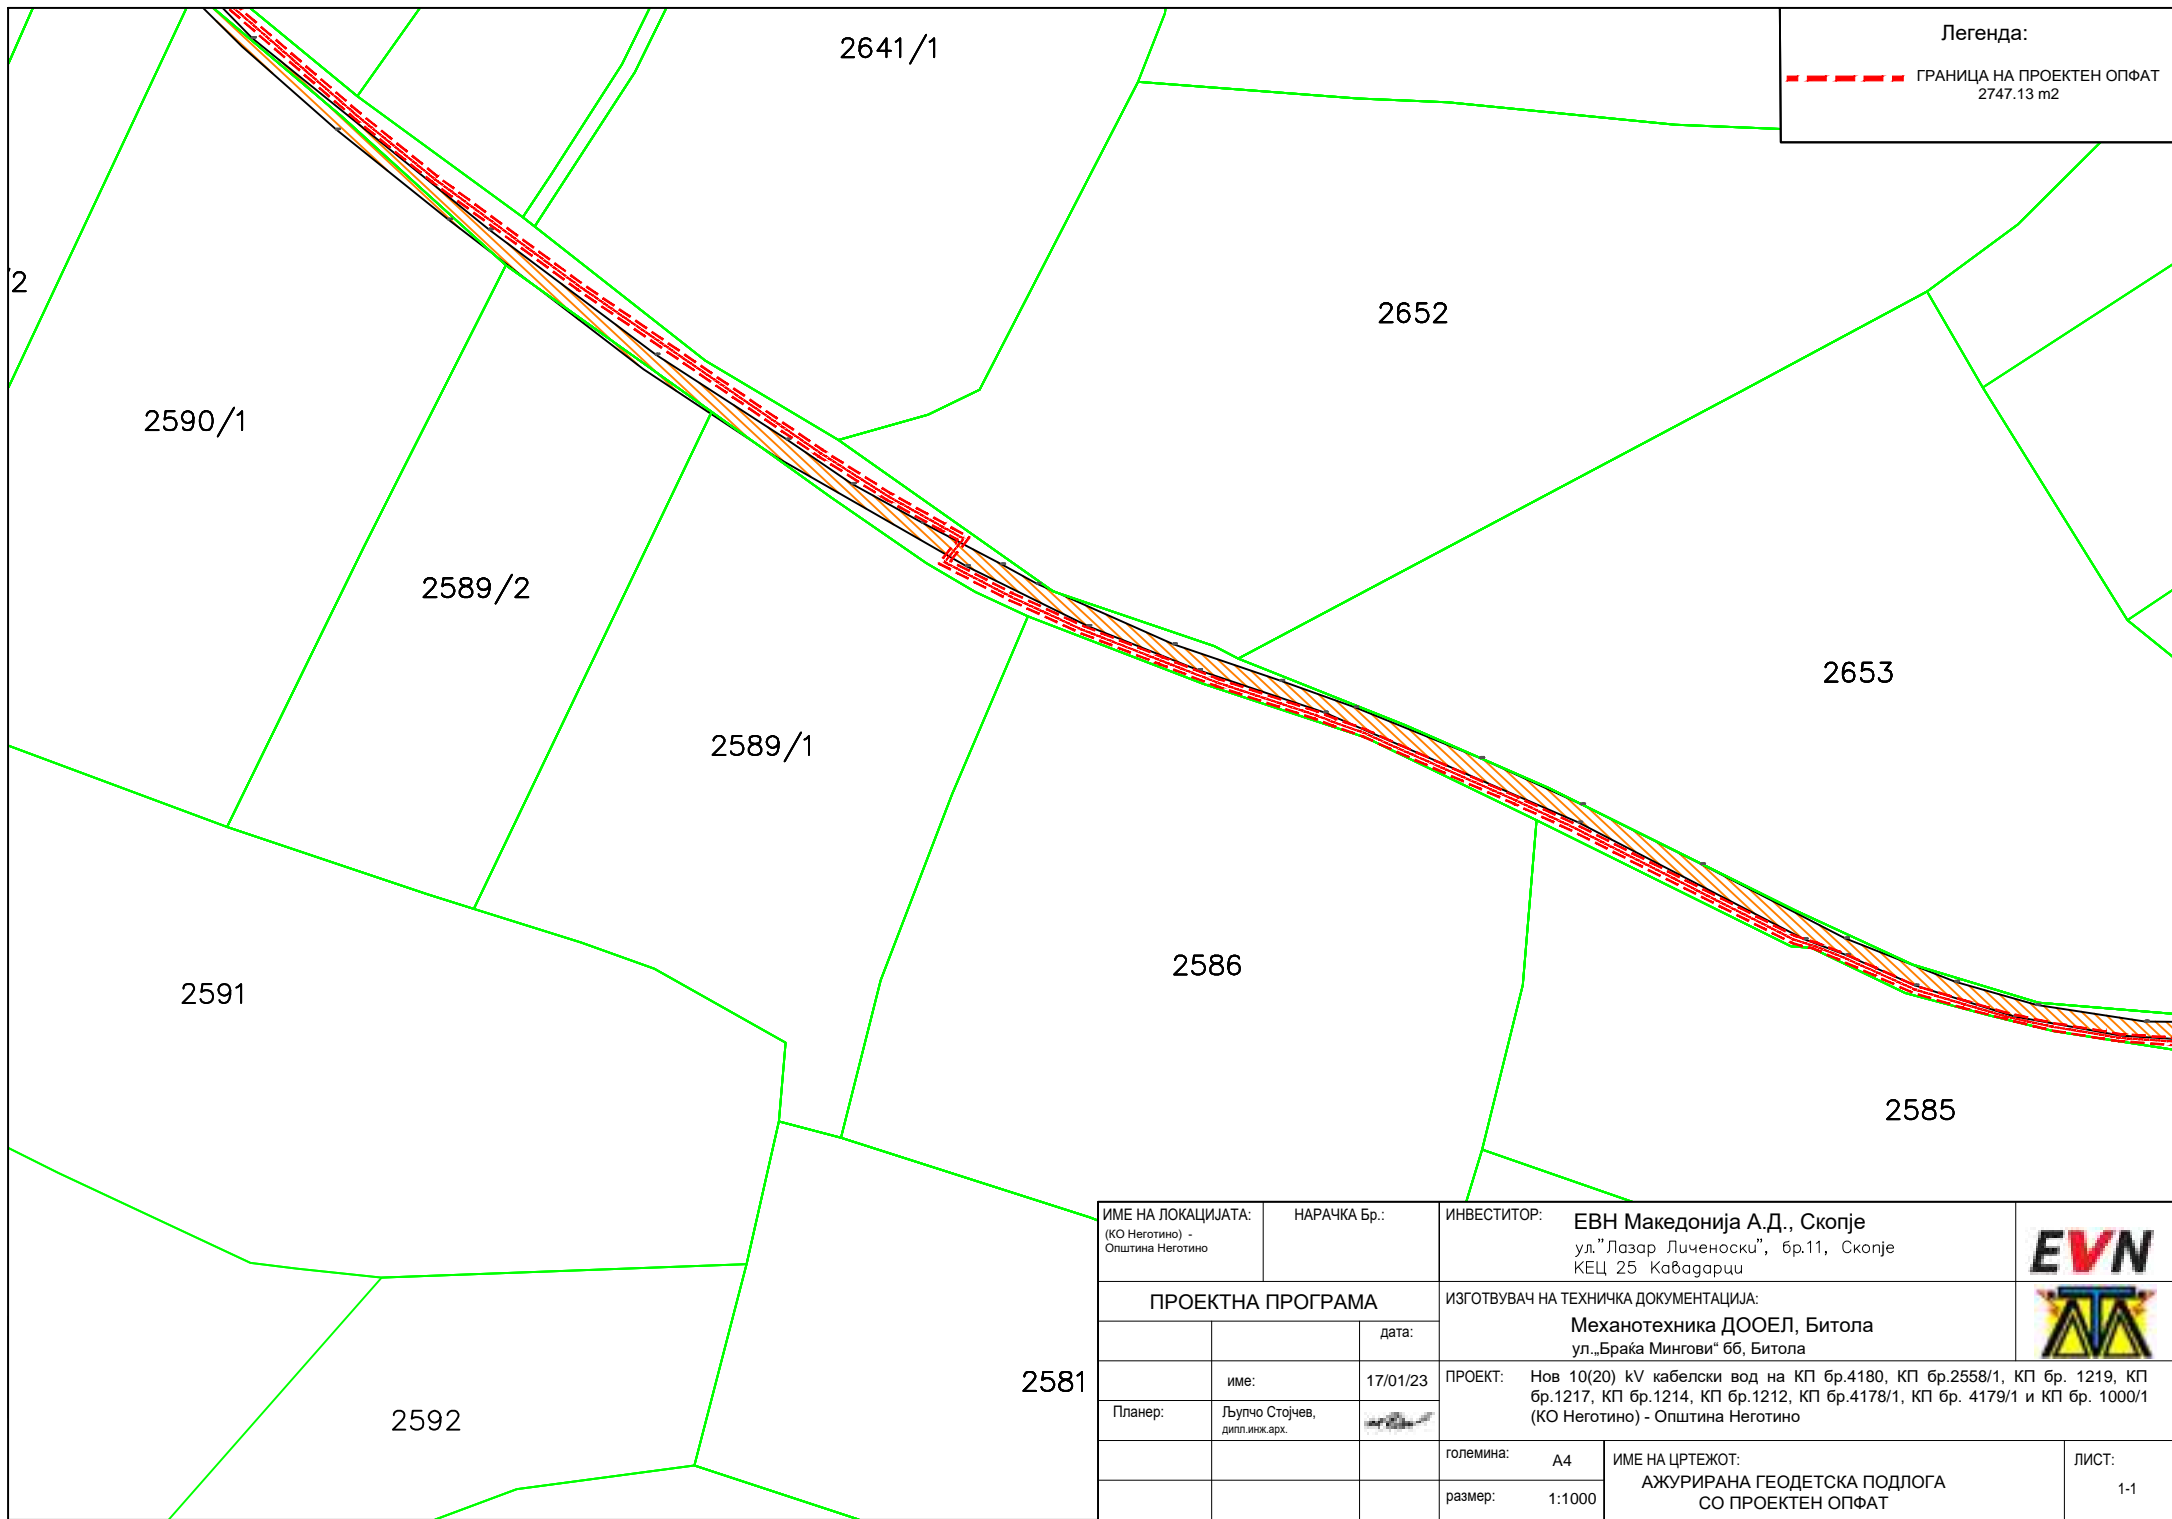 2641/1
Легенда:
ГРАНИЦА НА ПРОЕКТЕН ОПФАТ
2747.13 m2
/2
2652
2590/1
2589/2
2653
2589/1
2586
2591
2585
2581
2592
ИМЕ НА ЛОКАЦИЈАТА:
(КО Неготино) -
Општина Неготино
НАРАЧКА Бр.:
ИНВЕСТИТОР:
ЕВН Македонија А.Д., Скопје
ул."Лазар Личеноски", бр.11, Скопје
КЕЦ 25 Кавадарци
EVN
ПРОЕКТНА ПРОГРАМА
ИЗГОТВУВАЧ НА ТЕХНИЧКА ДОКУМЕНТАЦИЈА:
Механотехника ДООЕЛ, Битола
ул.„Браќа Мингови“ бб, Битола
дата:
име:
17/01/23
Планер:
Љупчо Стојчев,
дипл.инж.арх.
ПРОЕКТ:
Нов 10(20) kV кабелски вод на КП бр.4180, КП бр.2558/1, КП бр. 1219, КП
бр.1217, КП бр.1214, КП бр.1212, КП бр.4178/1, КП бр. 4179/1 и КП бр. 1000/1
(КО Неготино) - Општина Неготино
големина:
А4
размер:
1:1000
ИМЕ НА ЦРТЕЖОТ:
АЖУРИРАНА ГЕОДЕТСКА ПОДЛОГА
СО ПРОЕКТЕН ОПФАТ
ЛИСТ:
1-1